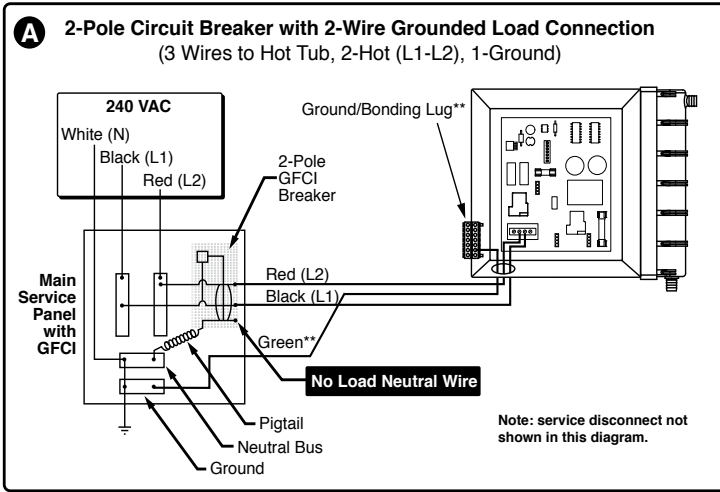 A
2-Pole Circuit Breaker with 2-Wire Grounded Load Connection
(3 Wires to Hot Tub, 2-Hot (L1-L2), 1-Ground)
240 VAC
White (N)
Black (L1)
Red (L2)
Ground/Bonding Lug**
2-Pole
GFCI
Breaker
Main
Service
Panel
with
GFCI
Red (L2)
Black (L1)
Green**
No Load Neutral Wire
Pigtail
Neutral Bus
Ground
Note: service disconnect not
shown in this diagram.